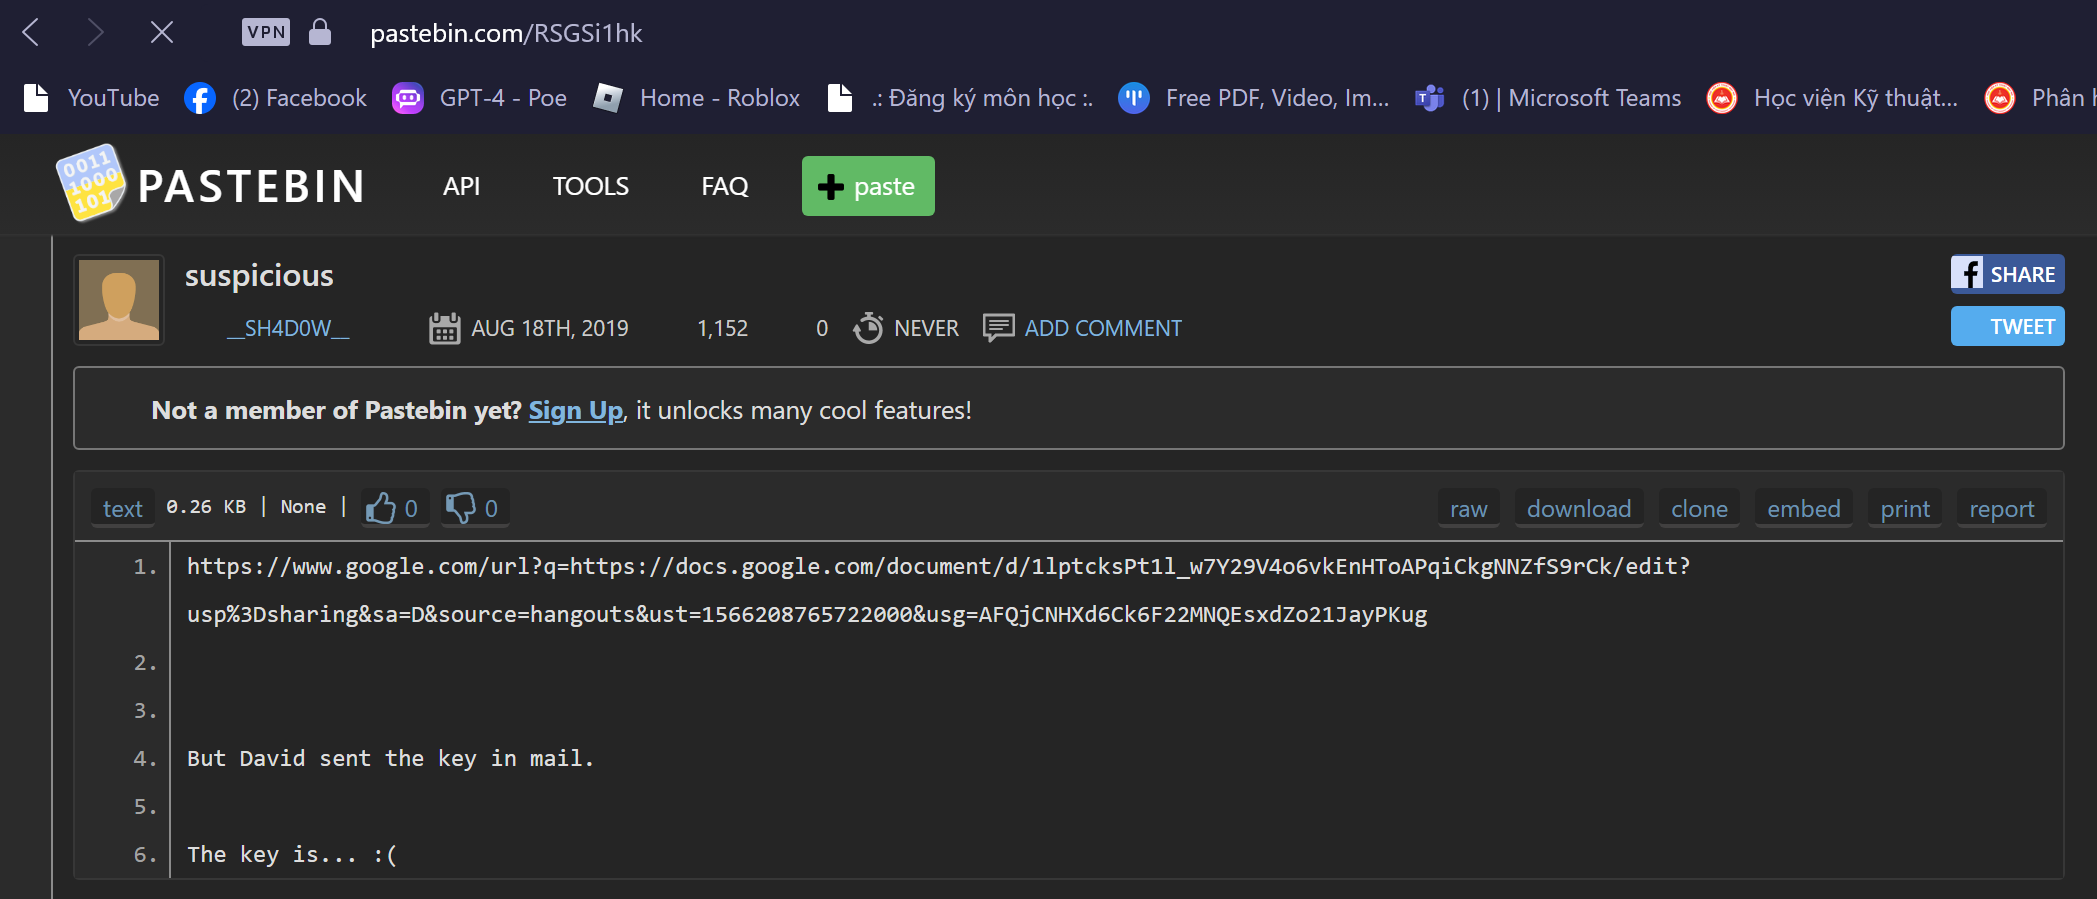 VPN pastebin.com/RSGSi1hk
YouTube (2) Facebook GPT-4 - Poe Home - Roblox .: Đăng ký môn học :. Free PDF, Video, Im... (1) | Microsoft Teams Học viện Kỹ thuật... Phân
0011
1000
101
PASTEBIN API TOOLS FAQ paste
suspicious
SHARE
__SH4D0W__ AUG 18TH, 2019 1,152 0 NEVER ADD COMMENT
TWEET
Not a member of Pastebin yet? Sign Up, it unlocks many cool features!
text 0.26 KB | None | 0 0 raw download clone embed print report
1. https://www.google.com/url?q=https://docs.google.com/document/d/1lptcksPt1l_w7Y29V4o6vkEnHToAPqiCkgNNZfS9rCk/edit?
usp%3Dsharing&sa=D&source=hangouts&ust=1566208765722000&usg=AFQjCNHXd6Ck6F22MNQEsxdZo21JayPKug
2.
3.
4. But David sent the key in mail.
5.
6. The key is... :(